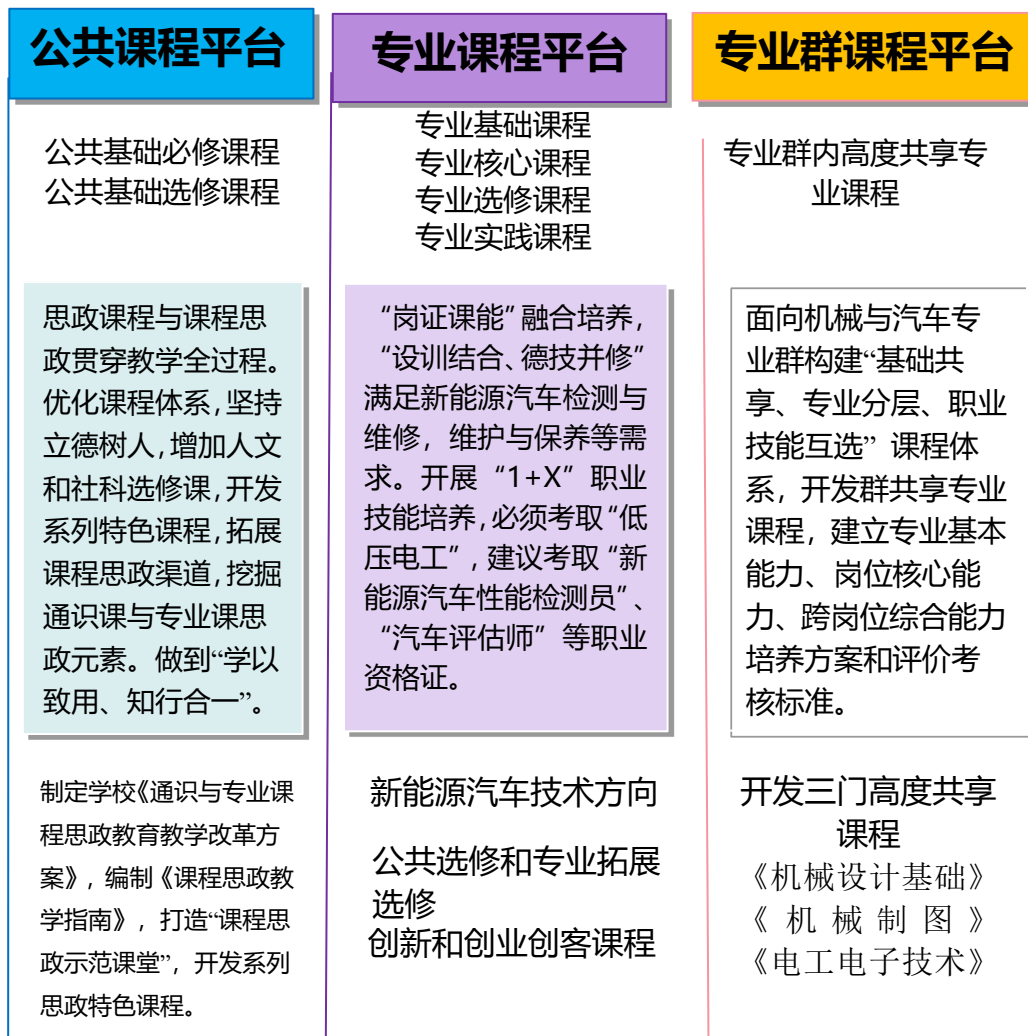 公共课程平台
公共基础必修课程
公共基础选修课程
思政课程与课程思
政贯穿教学全过程。
优化课程体系,坚持
立德树人,增加人文
和社科选修课,开发
系列特色课程,拓展
课程思政渠道,挖掘
通识课与专业课思
政元素。做到“学以
致用、知行合一”。
制定学校《通识与专业课
程思政教育教学改革方
案》,编制《课程思政教
学指南》,打造“课程思
政示范课堂”,开发系列
思政特色课程。
专业课程平台
专业基础课程
专业核心课程
专业选修课程
专业实践课程
“岗证课能”融合培养,
“设训结合、德技并修”
满足新能源汽车检测与
维修,维护与保养等需
求。开展“1+X”职业
技能培养,必须考取“低
压电工”,建议考取“新
能源汽车性能检测员”、
“汽车评估师”等职业
资格证。
新能源汽车技术方向
公共选修和专业拓展
选修
创新和创业创客课程
专业群课程平台
专业群内高度共享专
业课程
面向机械与汽车专
业群构建“基础共
享、专业分层、职业
技能互选”课程体
系,开发群共享专业
课程,建立专业基本
能力、岗位核心能
力、跨岗位综合能力
培养方案和评价考
核标准。
开发三门高度共享
课程
《机械设计基础》
《机械制图》
《电工电子技术》